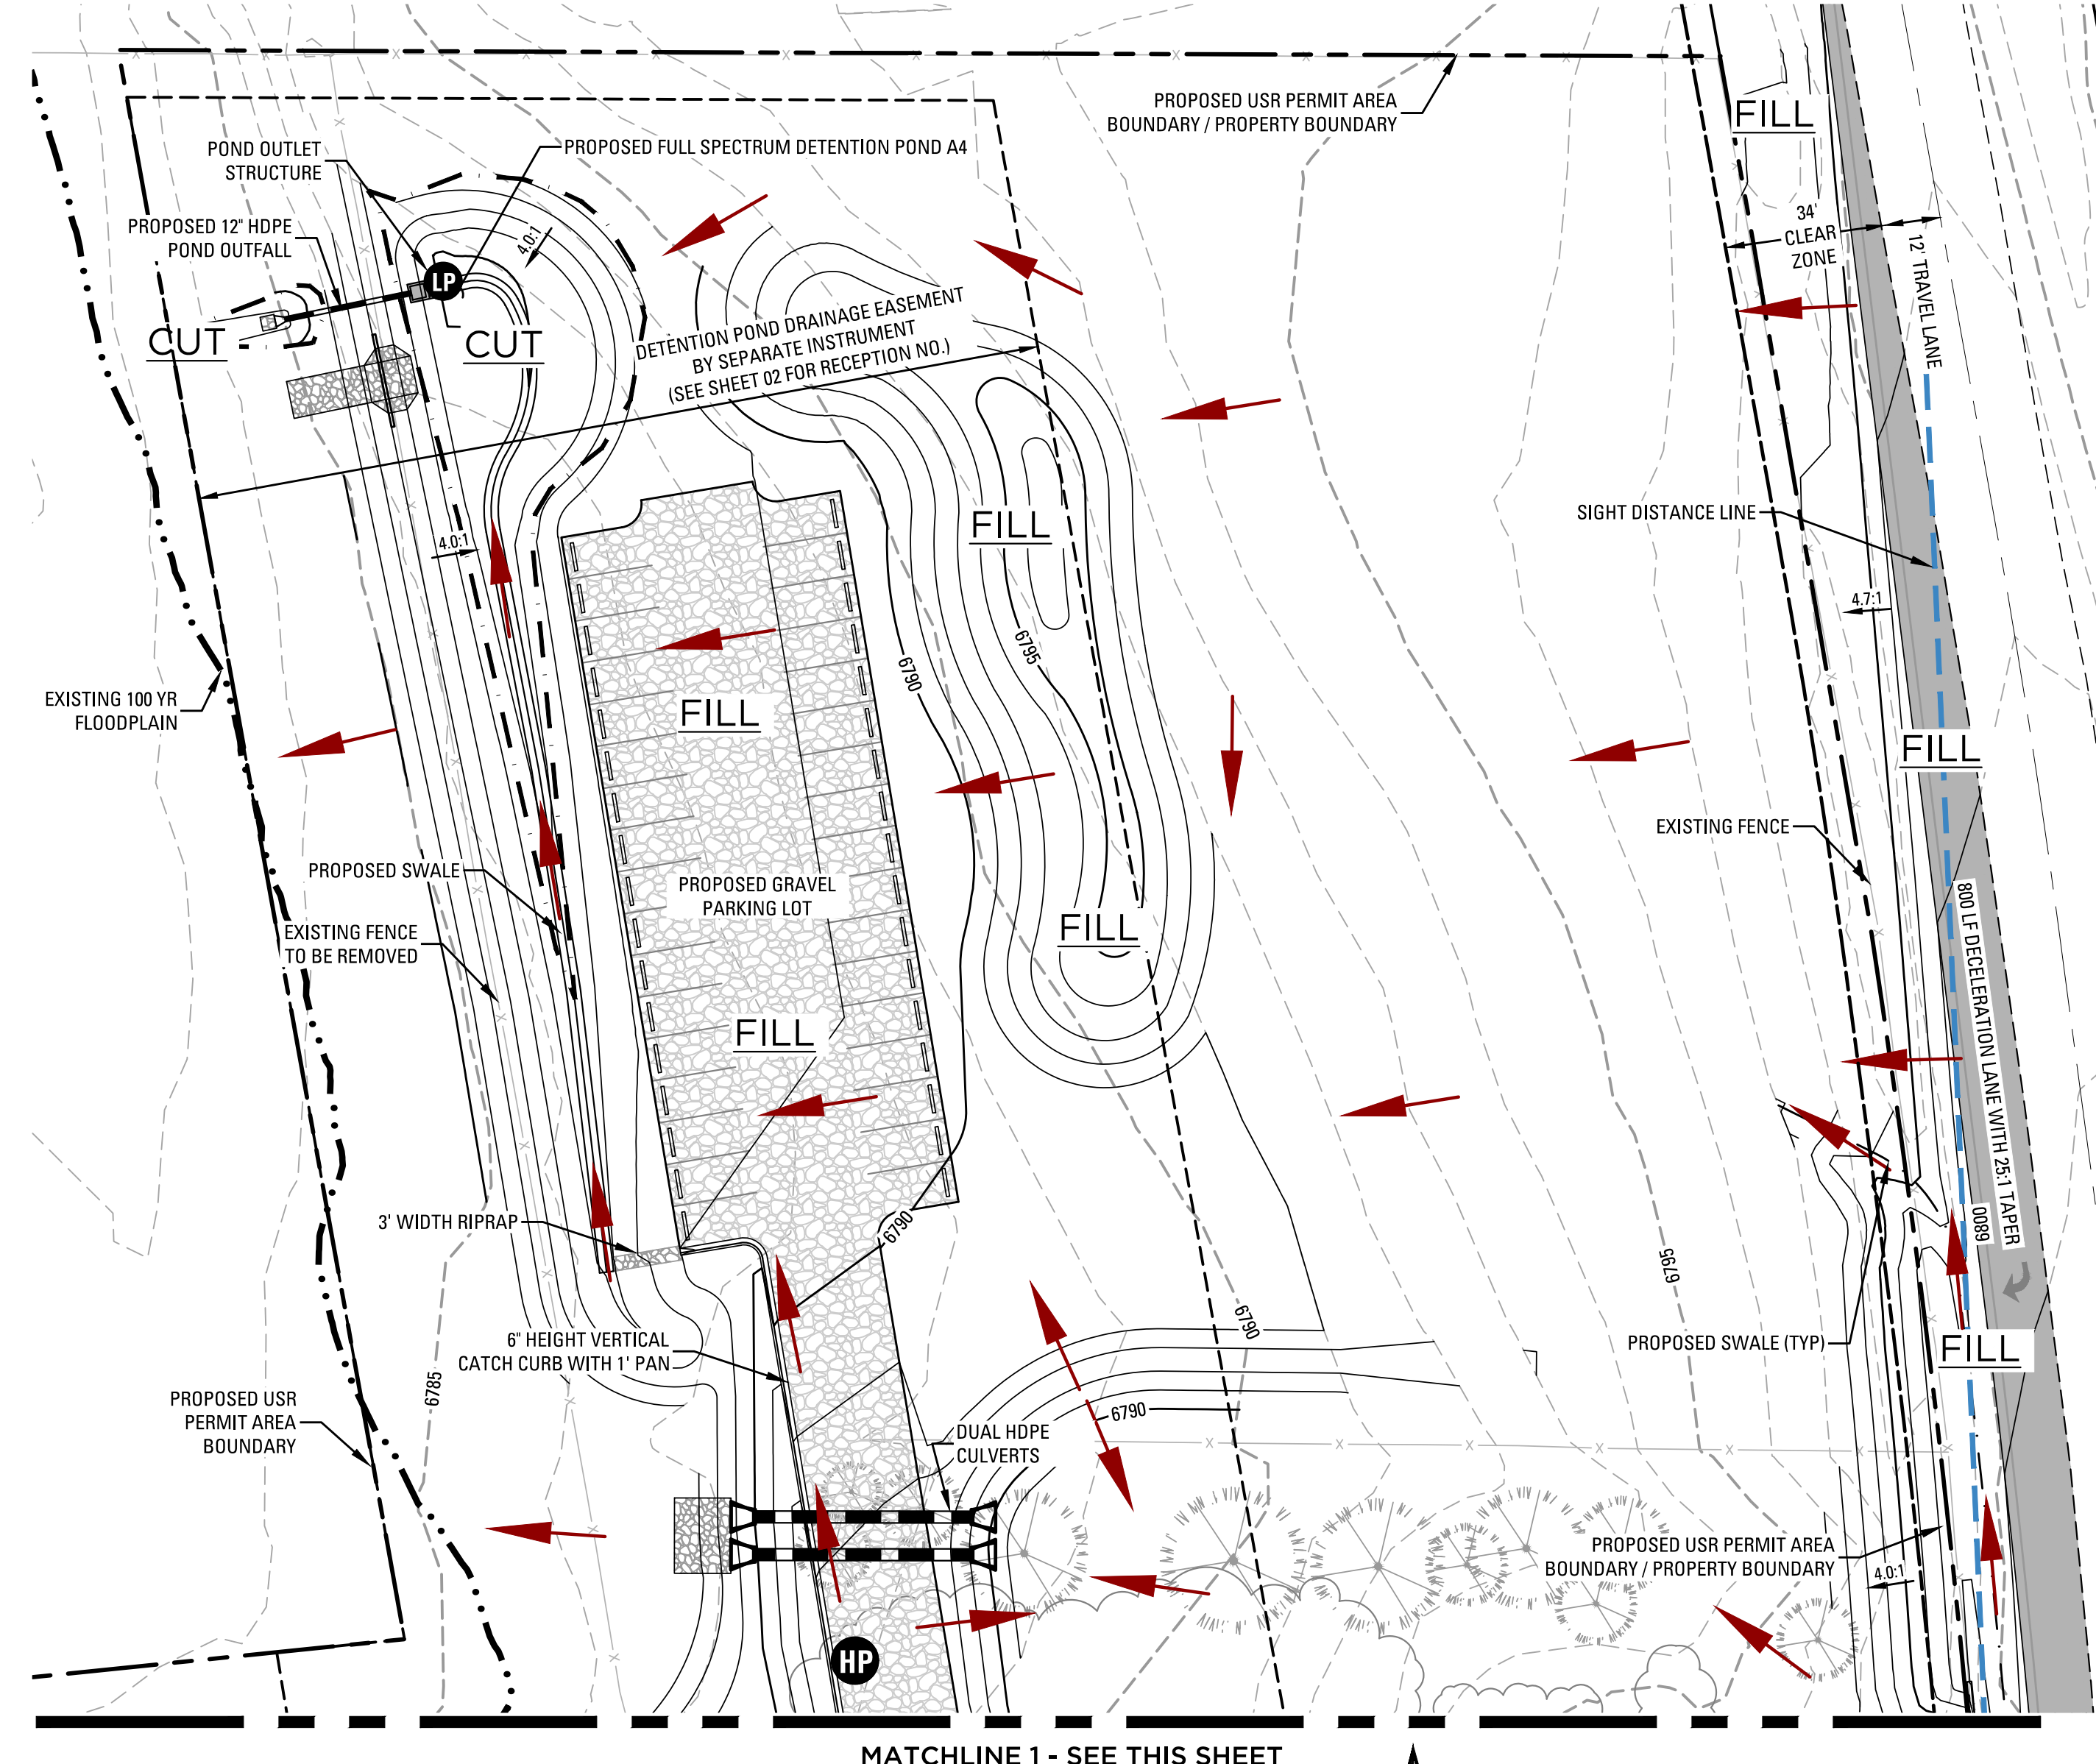 PROPOSED USR PERMIT AREA
BOUNDARY / PROPERTY BOUNDARY
FILL
POND OUTLET
STRUCTURE
PROPOSED FULL SPECTRUM DETENTION POND A4
PROPOSED 12" HDPE
POND OUTFALL
4.0:1
34'
CLEAR
ZONE
12' TRAVEL LANE
LP
CUT
CUT
DETENTION POND DRAINAGE EASEMENT
BY SEPARATE INSTRUMENT
(SEE SHEET 02 FOR RECEPTION NO.)
SIGHT DISTANCE LINE
FILL
4.0:1
4.7:1
6795
6790
EXISTING 100 YR
FLOODPLAIN
FILL
FILL
EXISTING FENCE
PROPOSED SWALE
PROPOSED GRAVEL
PARKING LOT
800 LF DECELERATION LANE WITH 25:1 TAPER
EXISTING FENCE
TO BE REMOVED
FILL
FILL
3' WIDTH RIPRAP
6790
6800
6795
6790
6" HEIGHT VERTICAL
CATCH CURB WITH 1' PAN
PROPOSED SWALE (TYP)
FILL
6785
PROPOSED USR
PERMIT AREA
BOUNDARY
6790
DUAL HDPE
CULVERTS
PROPOSED USR PERMIT AREA
BOUNDARY / PROPERTY BOUNDARY
4.0:1
HP
MATCHLINE 1 - SEE THIS SHEET